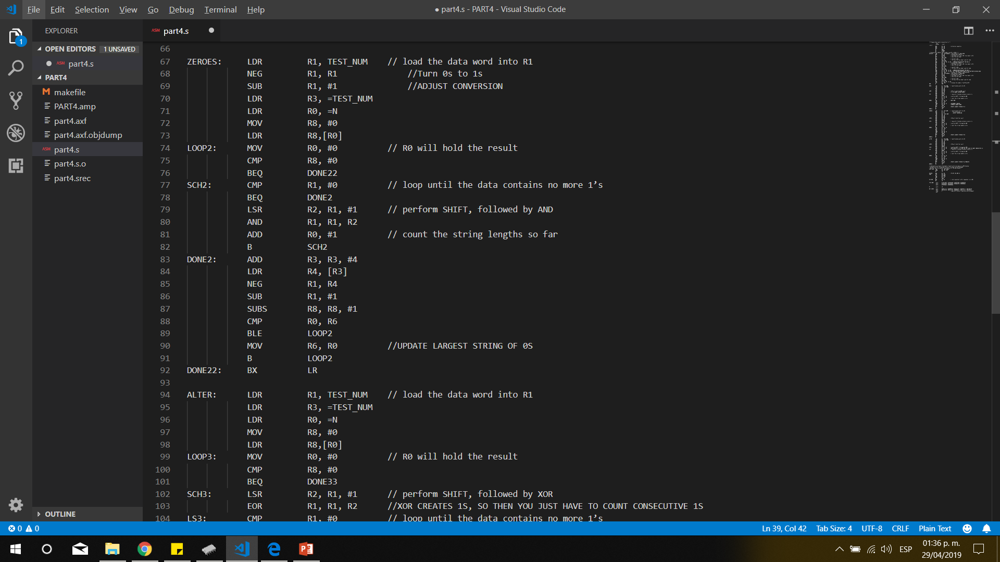 File Edit Selection View Go Debug Terminal Help
● part4.s - PART4 - Visual Studio Code
EXPLORER
OPEN EDITORS 1 UNSAVED
ASM part4.s
PART4
M makefile
PART4.amp
part4.axf
part4.axf.objdump
ASM part4.s
part4.s.o
part4.srec
OUTLINE
1
ASM part4.s
66
67 ZEROES: LDR R1, TEST_NUM // load the data word into R1
68 NEG R1, R1 //Turn 0s to 1s
69 SUB R1, #1 //ADJUST CONVERSION
70 LDR R3, =TEST_NUM
71 LDR R0, =N
72 MOV R8, #0
73 LDR R8,[R0]
74 LOOP2: MOV R0, #0 // R0 will hold the result
75 CMP R8, #0
76 BEQ DONE22
77 SCH2: CMP R1, #0 // loop until the data contains no more 1’s
78 BEQ DONE2
79 LSR R2, R1, #1 // perform SHIFT, followed by AND
80 AND R1, R1, R2
81 ADD R0, #1 // count the string lengths so far
82 B SCH2
83 DONE2: ADD R3, R3, #4
84 LDR R4, [R3]
85 NEG R1, R4
86 SUB R1, #1
87 SUBS R8, R8, #1
88 CMP R0, R6
89 BLE LOOP2
90 MOV R6, R0 //UPDATE LARGEST STRING OF 0S
91 B LOOP2
92 DONE22: BX LR
93
94 ALTER: LDR R1, TEST_NUM // load the data word into R1
95 LDR R3, =TEST_NUM
96 LDR R0, =N
97 MOV R8, #0
98 LDR R8,[R0]
99 LOOP3: MOV R0, #0 // R0 will hold the result
100 CMP R8, #0
101 BEQ DONE33
102 SCH3: LSR R2, R1, #1 // perform SHIFT, followed by XOR
103 EOR R1, R1, R2 //XOR CREATES 1S, SO THEN YOU JUST HAVE TO COUNT CONSECUTIVE 1S
104 LS3: CMP R1, #0 // loop until the data contains no more 1’s
0 0 Ln 39, Col 42 Tab Size: 4 UTF-8 CRLF Plain Text
ESP
01:36 p. m.
29/04/2019